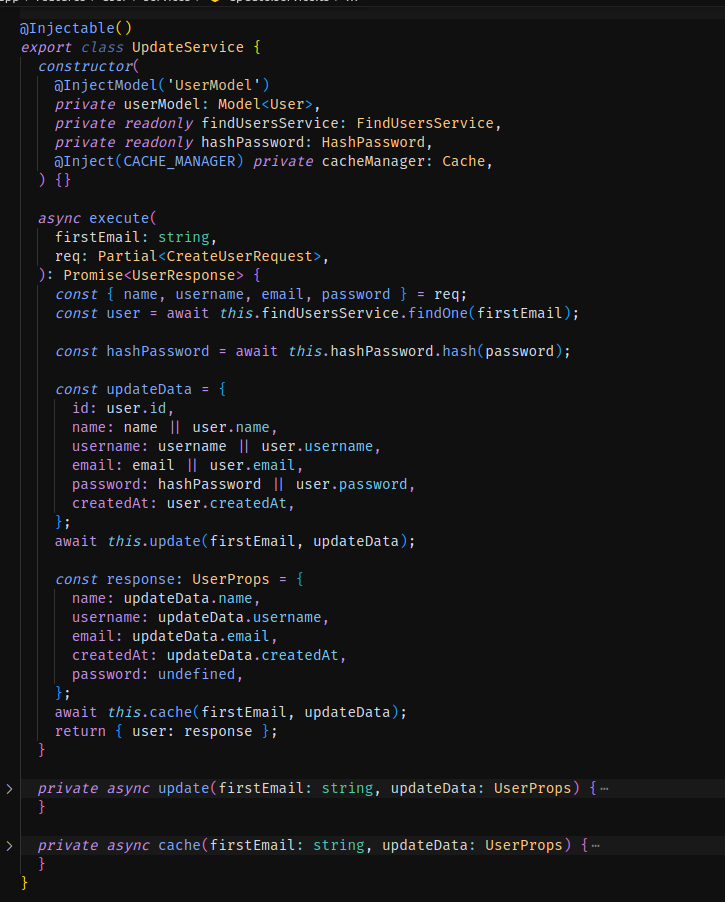 @Injectable()
export class UpdateService {
constructor(
@InjectModel('UserModel')
private userModel: Model<User>,
private readonly findUsersService: FindUsersService,
private readonly hashPassword: HashPassword,
@Inject(CACHE_MANAGER) private cacheManager: Cache,
) {}
async execute(
firstEmail: string,
req: Partial<CreateUserRequest>,
): Promise<UserResponse> {
const { name, username, email, password } = req;
const user = await this.findUsersService.findOne(firstEmail);
const hashPassword = await this.hashPassword.hash(password);
const updateData = {
id: user.id,
name: name || user.name,
username: username || user.username,
email: email || user.email,
password: hashPassword || user.password,
createdAt: user.createdAt,
};
await this.update(firstEmail, updateData);
const response: UserProps = {
name: updateData.name,
username: updateData.username,
email: updateData.email,
createdAt: updateData.createdAt,
password: undefined,
};
await this.cache(firstEmail, updateData);
return { user: response };
}
private async update(firstEmail: string, updateData: UserProps) {⋯
}
private async cache(firstEmail: string, updateData: UserProps) {⋯
}
}